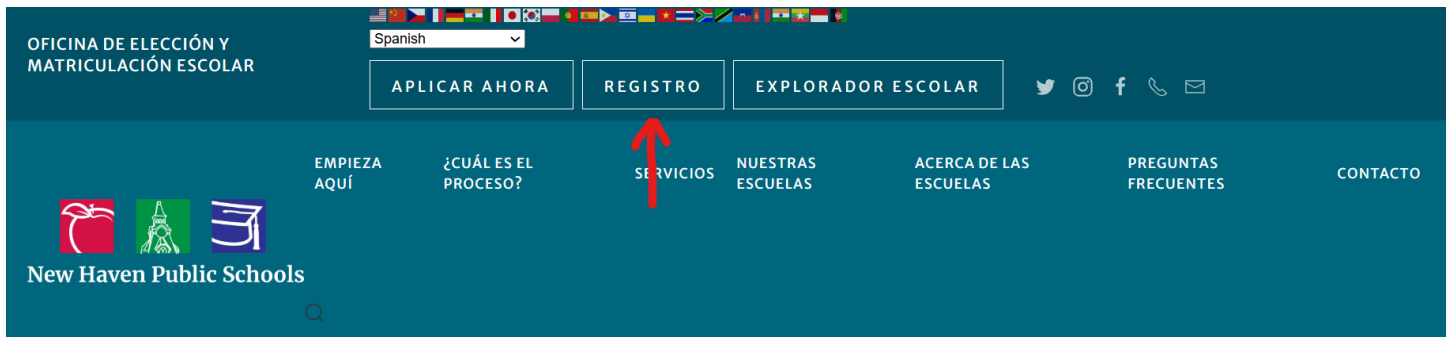 OFICINA DE ELECCIÓN Y
MATRICULACIÓN ESCOLAR
Spanish
APLICAR AHORA
REGISTRO
EXPLORADOR ESCOLAR
EMPIEZA
AQUÍ
¿CUÁL ES EL
PROCESO?
SERVICIOS
NUESTRAS
ESCUELAS
ACERCA DE LAS
ESCUELAS
PREGUNTAS
FRECUENTES
CONTACTO
New Haven Public Schools